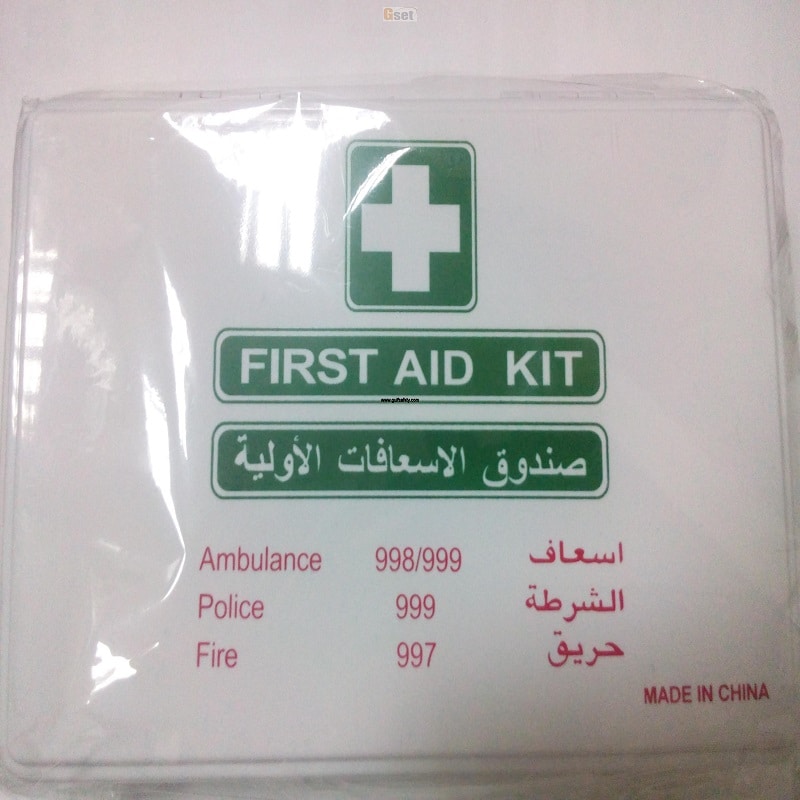 Gset
FIRST AID KIT
www.gulfsafety.com
صندوق الاسعافات الأولية
Ambulance 998/999 اسعاف
Police 999 الشرطة
Fire 997 حريق
MADE IN CHINA